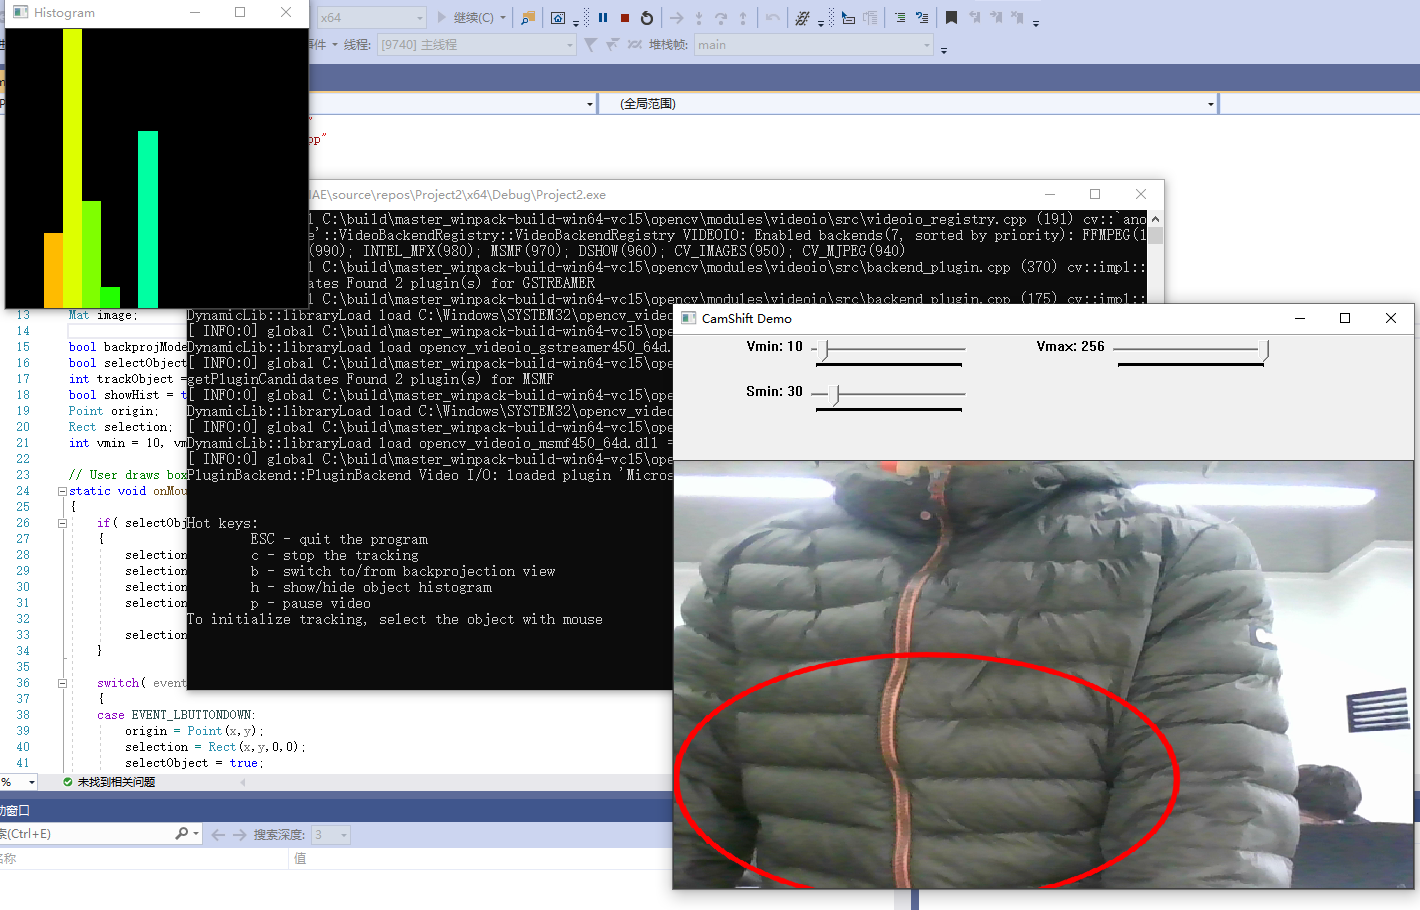 Histogram
x64
继续(C)
事件
线程:
[9740] 主线程
堆栈帧:
main
(全局范围)
"
pp"
IAE\source\repos\Project2\x64\Debug\Project2.exe
l C:\build\master_winpack-build-win64-vc15\opencv\modules\videoio\src\videoio_registry.cpp (191) cv::`ano
e'::VideoBackendRegistry::VideoBackendRegistry VIDEOIO: Enabled backends(7, sorted by priority): FFMPEG(1
(990); INTEL_MFX(980); MSMF(970); DSHOW(960); CV_IMAGES(950); CV_MJPEG(940)
l C:\build\master_winpack-build-win64-vc15\opencv\modules\videoio\src\backend_plugin.cpp (370) cv::impl::
ates Found 2 plugin(s) for GSTREAMER
l C:\build\master_winpack-build-win64-vc15\opencv\modules\videoio\src\backend_plugin.cpp (175) cv::impl::
DynamicLib::libraryLoad load C:\Windows\SYSTEM32\opencv_video
[ INFO:0] global C:\build\master_winpack-build-win64-vc15\ope
DynamicLib::libraryLoad load opencv_videoio_gstreamer450_64d.
[ INFO:0] global C:\build\master_winpack-build-win64-vc15\ope
getPluginCandidates Found 2 plugin(s) for MSMF
[ INFO:0] global C:\build\master_winpack-build-win64-vc15\ope
DynamicLib::libraryLoad load C:\Windows\SYSTEM32\opencv_video
[ INFO:0] global C:\build\master_winpack-build-win64-vc15\ope
DynamicLib::libraryLoad load opencv_videoio_msmf450_64d.dll =
[ INFO:0] global C:\build\master_winpack-build-win64-vc15\ope
PluginBackend::PluginBackend Video I/O: loaded plugin 'Micros
Hot keys:
ESC - quit the program
c - stop the tracking
b - switch to/from backprojection view
h - show/hide object histogram
p - pause video
To initialize tracking, select the object with mouse
CamShift Demo
Vmin: 10
Vmax: 256
Smin: 30
13 Mat image;
14
15 bool backprojMode
16 bool selectObject
17 int trackObject =
18 bool showHist = t
19 Point origin;
20 Rect selection;
21 int vmin = 10, vm
22
23 // User draws box
24 static void onMou
25 {
26 if( selectObj
27 {
28 selection
29 selection
30 selection
31 selection
32
33 selection
34 }
35
36 switch( event
37 {
38 case EVENT_LBUTTONDOWN:
39 origin = Point(x,y);
40 selection = Rect(x,y,0,0);
41 selectObject = true;
%
未找到相关问题
动窗口
索(Ctrl+E)
搜索深度:
3
名称
值